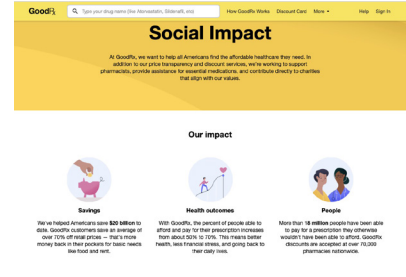 GoodRx
Type your drug name (like Atorvastatin, Sildenafil, etc)
How GoodRx Works
Discount Card
More
Help
Sign In
Social Impact
At GoodRx, we want to help all Americans find the affordable healthcare they need. In
addition to our price transparency and discount services, we're working to support
pharmacists, provide assistance for essential medications, and contribute directly to charities
that align with our values.
Our impact
Savings
We've helped Americans save $20 billion to
date. GoodRx customers save an average of
over 70% off retail prices — that's more
money back in their pockets for basic needs
like food and rent.
Health outcomes
With GoodRx, the percent of people able to
afford and pay for their prescription increases
from about 50% to 70%. This means better
health, less financial stress, and going back to
their daily lives.
People
More than 18 million people have been able
to pay for a prescription they otherwise
wouldn't have been able to afford. GoodRx
discounts are accepted at over 70,000
pharmacies nationwide.